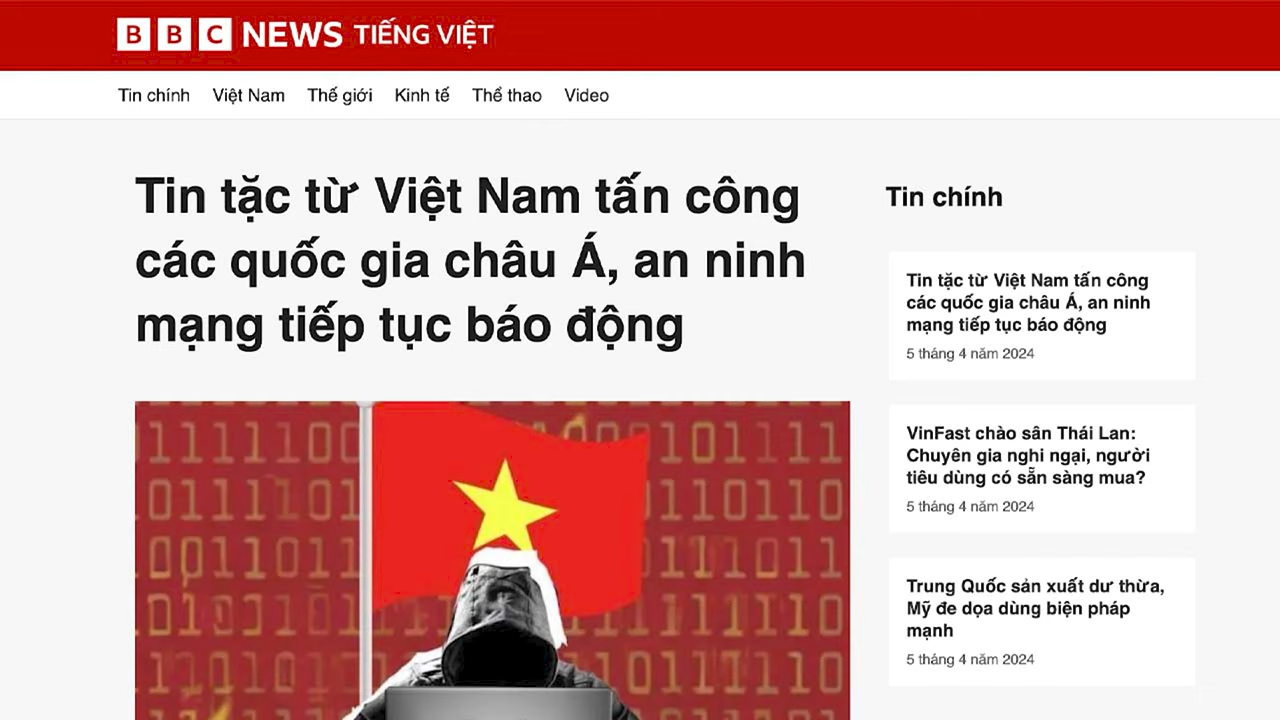 BBC NEWS TIẾNG VIỆT
Tin chính Việt Nam Thế giới Kinh tế Thể thao Video
Tin tặc từ Việt Nam tấn công
các quốc gia châu Á, an ninh
mạng tiếp tục báo động
Tin chính
Tin tặc từ Việt Nam tấn công
các quốc gia châu Á, an ninh
mạng tiếp tục báo động
5 tháng 4 năm 2024
VinFast chào sân Thái Lan:
Chuyên gia nghi ngại, người
tiêu dùng có sẵn sàng mua?
5 tháng 4 năm 2024
Trung Quốc sản xuất dư thừa,
Mỹ đe dọa dùng biện pháp
mạnh
5 tháng 4 năm 2024